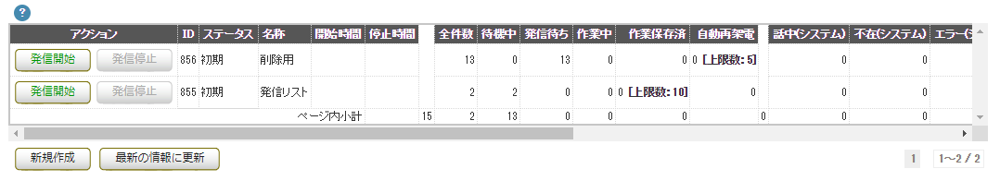 ?
アクション ID ステータス 名称 開始時間 停止時間 全件数 待機中 発信待ち 作業中 作業保存済 自動再架電 話中(システム) 不在(システム) エラー(シ
発信開始 発信停止 856 初期 削除用 13 0 13 0 0 0 [上限数:5] 0 0
発信開始 発信停止 855 初期 発信リスト 2 2 0 0 0 [上限数:10] 0 0 0
ページ内小計 15 2 13 0 0 0 0 0 0
新規作成 最新の情報に更新 1 1～2 / 2